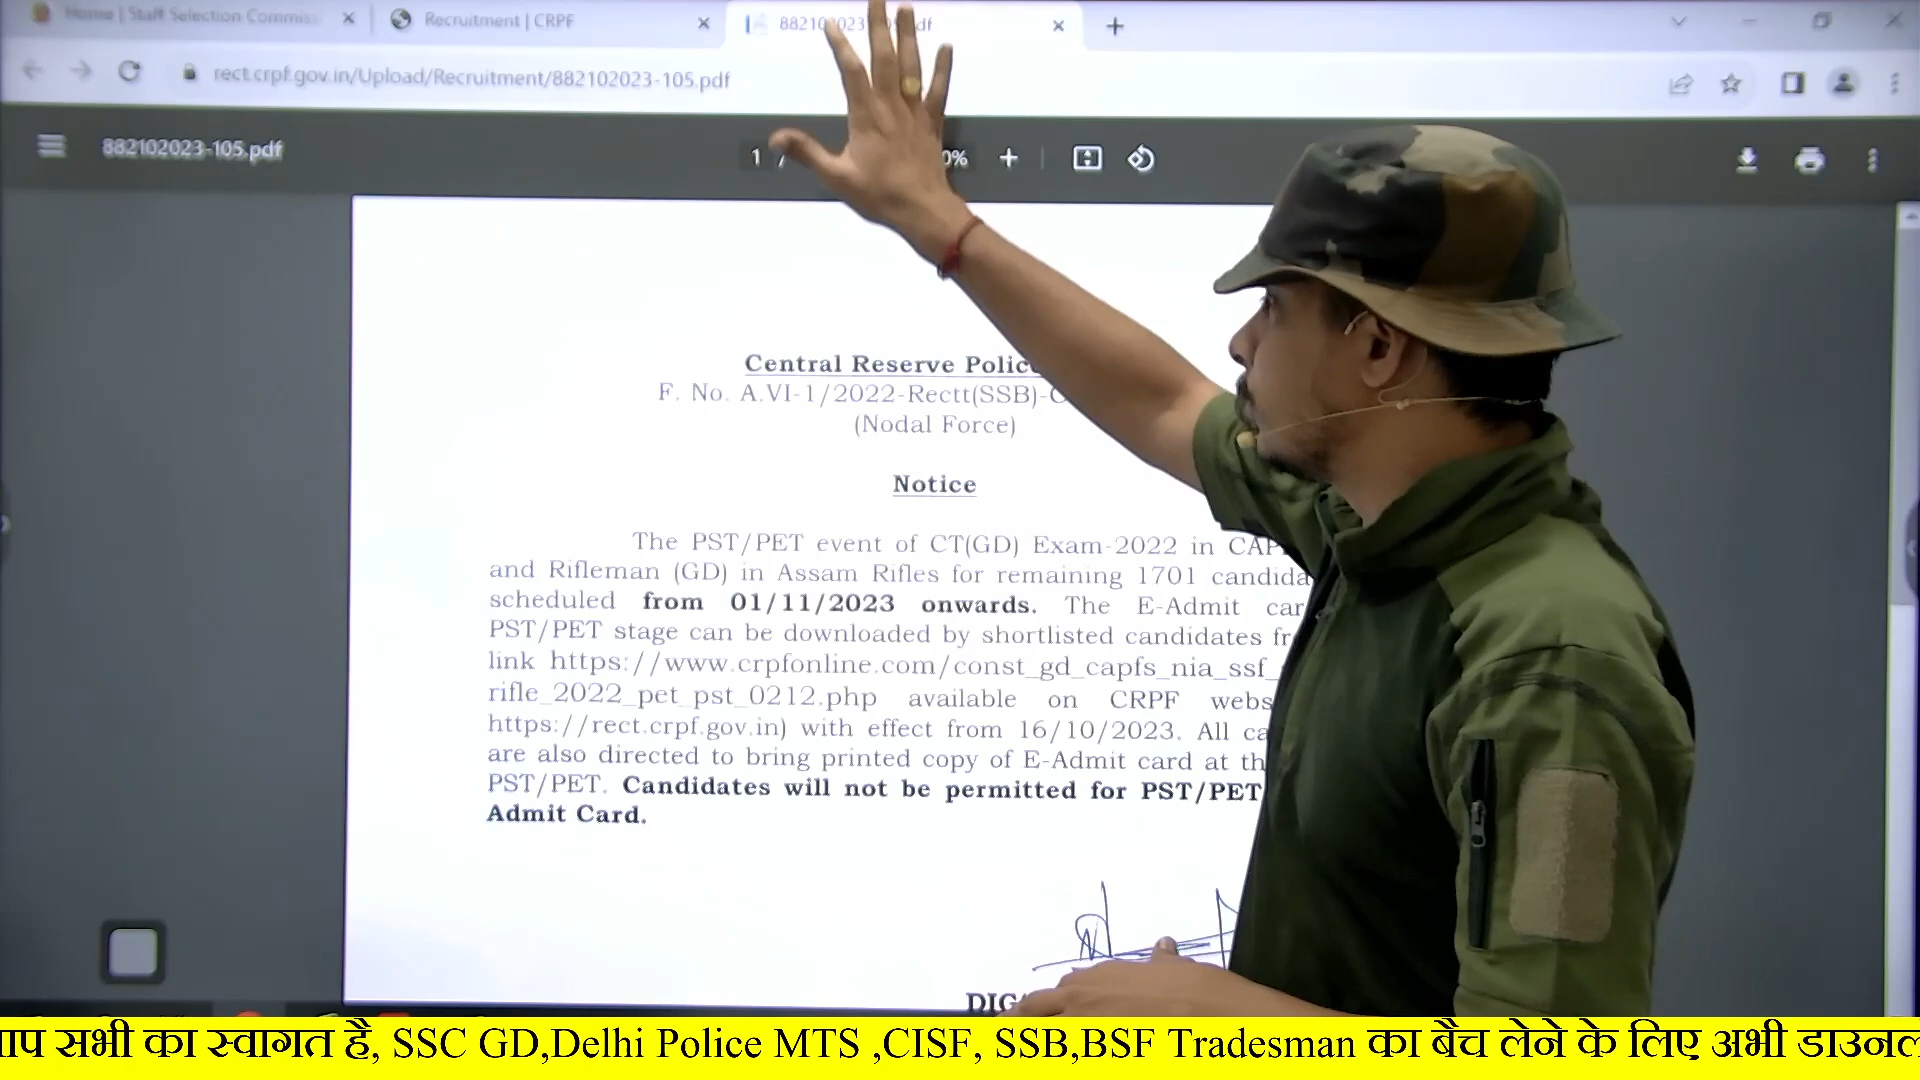 Home | Staff Selection Commiss
Recruitment | CRPF
rect.crpf.gov.in/Upload/Recruitment/882102023-105.pdf
882102023-105.pdf
1 /
0%
Central Reserve Polic
F. No. A.VI-1/2022-Rectt(SSB)-
(Nodal Force)
Notice
The PST/PET event of CT(GD) Exam-2022 in CAP
and Rifleman (GD) in Assam Rifles for remaining 1701 candida
scheduled from 01/11/2023 onwards. The E-Admit car
PST/PET stage can be downloaded by shortlisted candidates fr
link https://www.crpfonline.com/const_gd_capfs_nia_ssf_
rifle_2022_pet_pst_0212.php available on CRPF webs
https://rect.crpf.gov.in) with effect from 16/10/2023. All ca
are also directed to bring printed copy of E-Admit card at th
PST/PET. Candidates will not be permitted for PST/PET
Admit Card.
DIG
ाप सभी का स्वागत है, SSC GD,Delhi Police MTS ,CISF, SSB,BSF Tradesman का बैच लेने के लिए अभी डाउनल